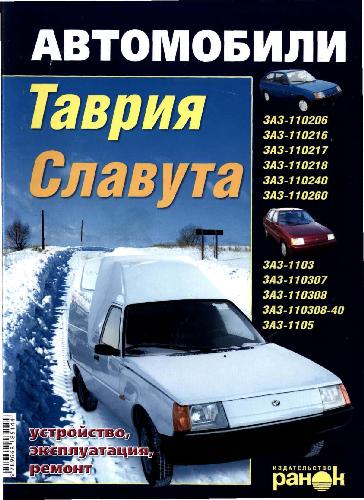 АВТОМОБИЛИ
Таврия
Славута
ЗАЗ-110206
ЗАЗ-110216
ЗАЗ-110217
ЗАЗ-110218
ЗАЗ-110240
ЗАЗ-110260
ЗАЗ-1103
ЗАЗ-110307
ЗАЗ-110308
ЗАЗ-110308-40
ЗАЗ-1105
устройство,
эксплуатация,
ремонт
ИЗДАТЕЛЬСТВО
РАНОК